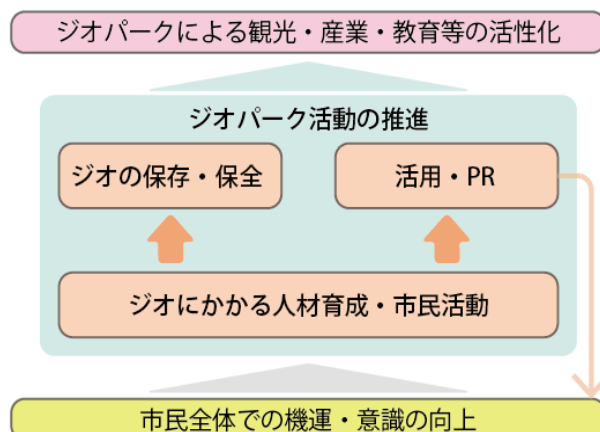 ジオパークによる観光・産業・教育等の活性化
ジオパーク活動の推進
ジオの保存・保全
活用・PR
ジオにかかる人材育成・市民活動
市民全体での機運・意識の向上